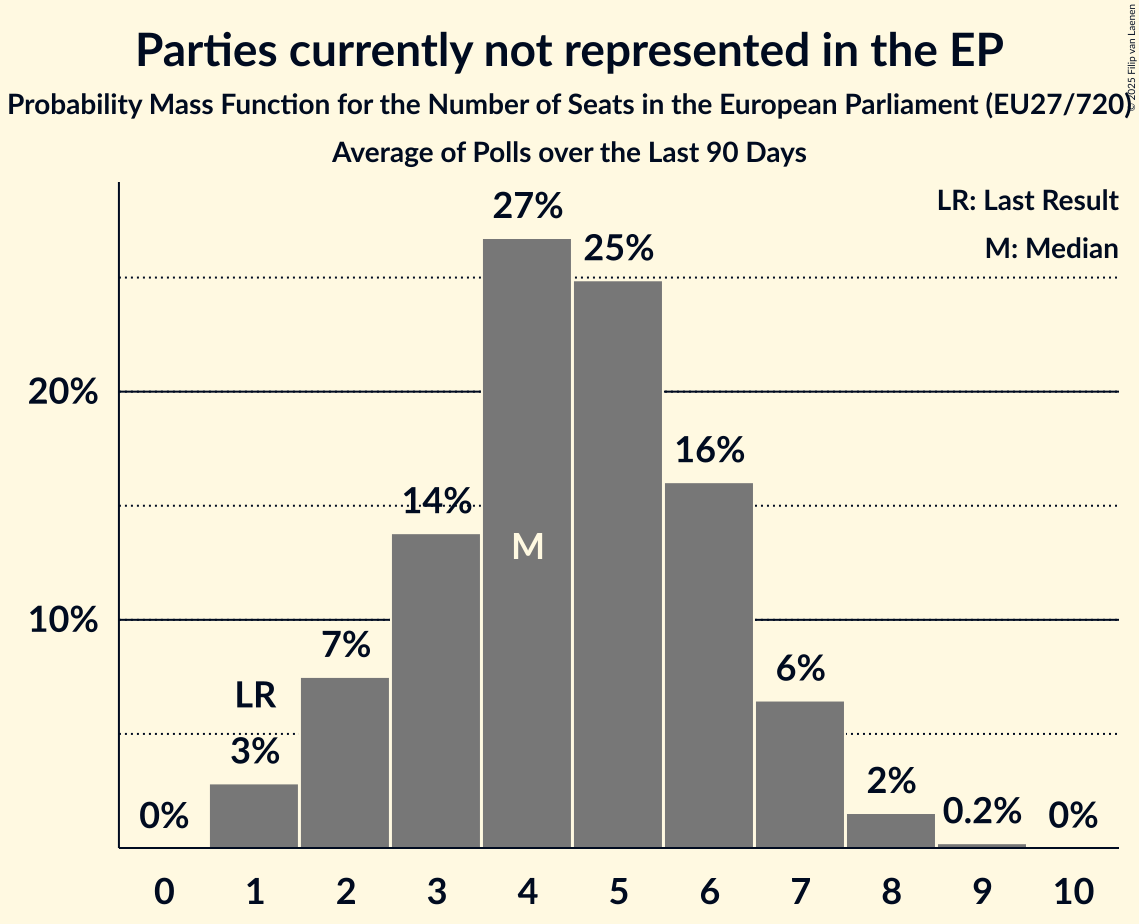 Parties currently not represented in the EP
Probability Mass Function for the Number of Seats in the European Parliament (EU27/720)
Average of Polls over the Last 90 Days
© 2025 Filip van Laenen
LR: Last Result
M: Median
20%
10%
0%
LR
3%
7%
14%
27%
M
25%
16%
6%
2%
0.2%
0%
0 1 2 3 4 5 6 7 8 9 10